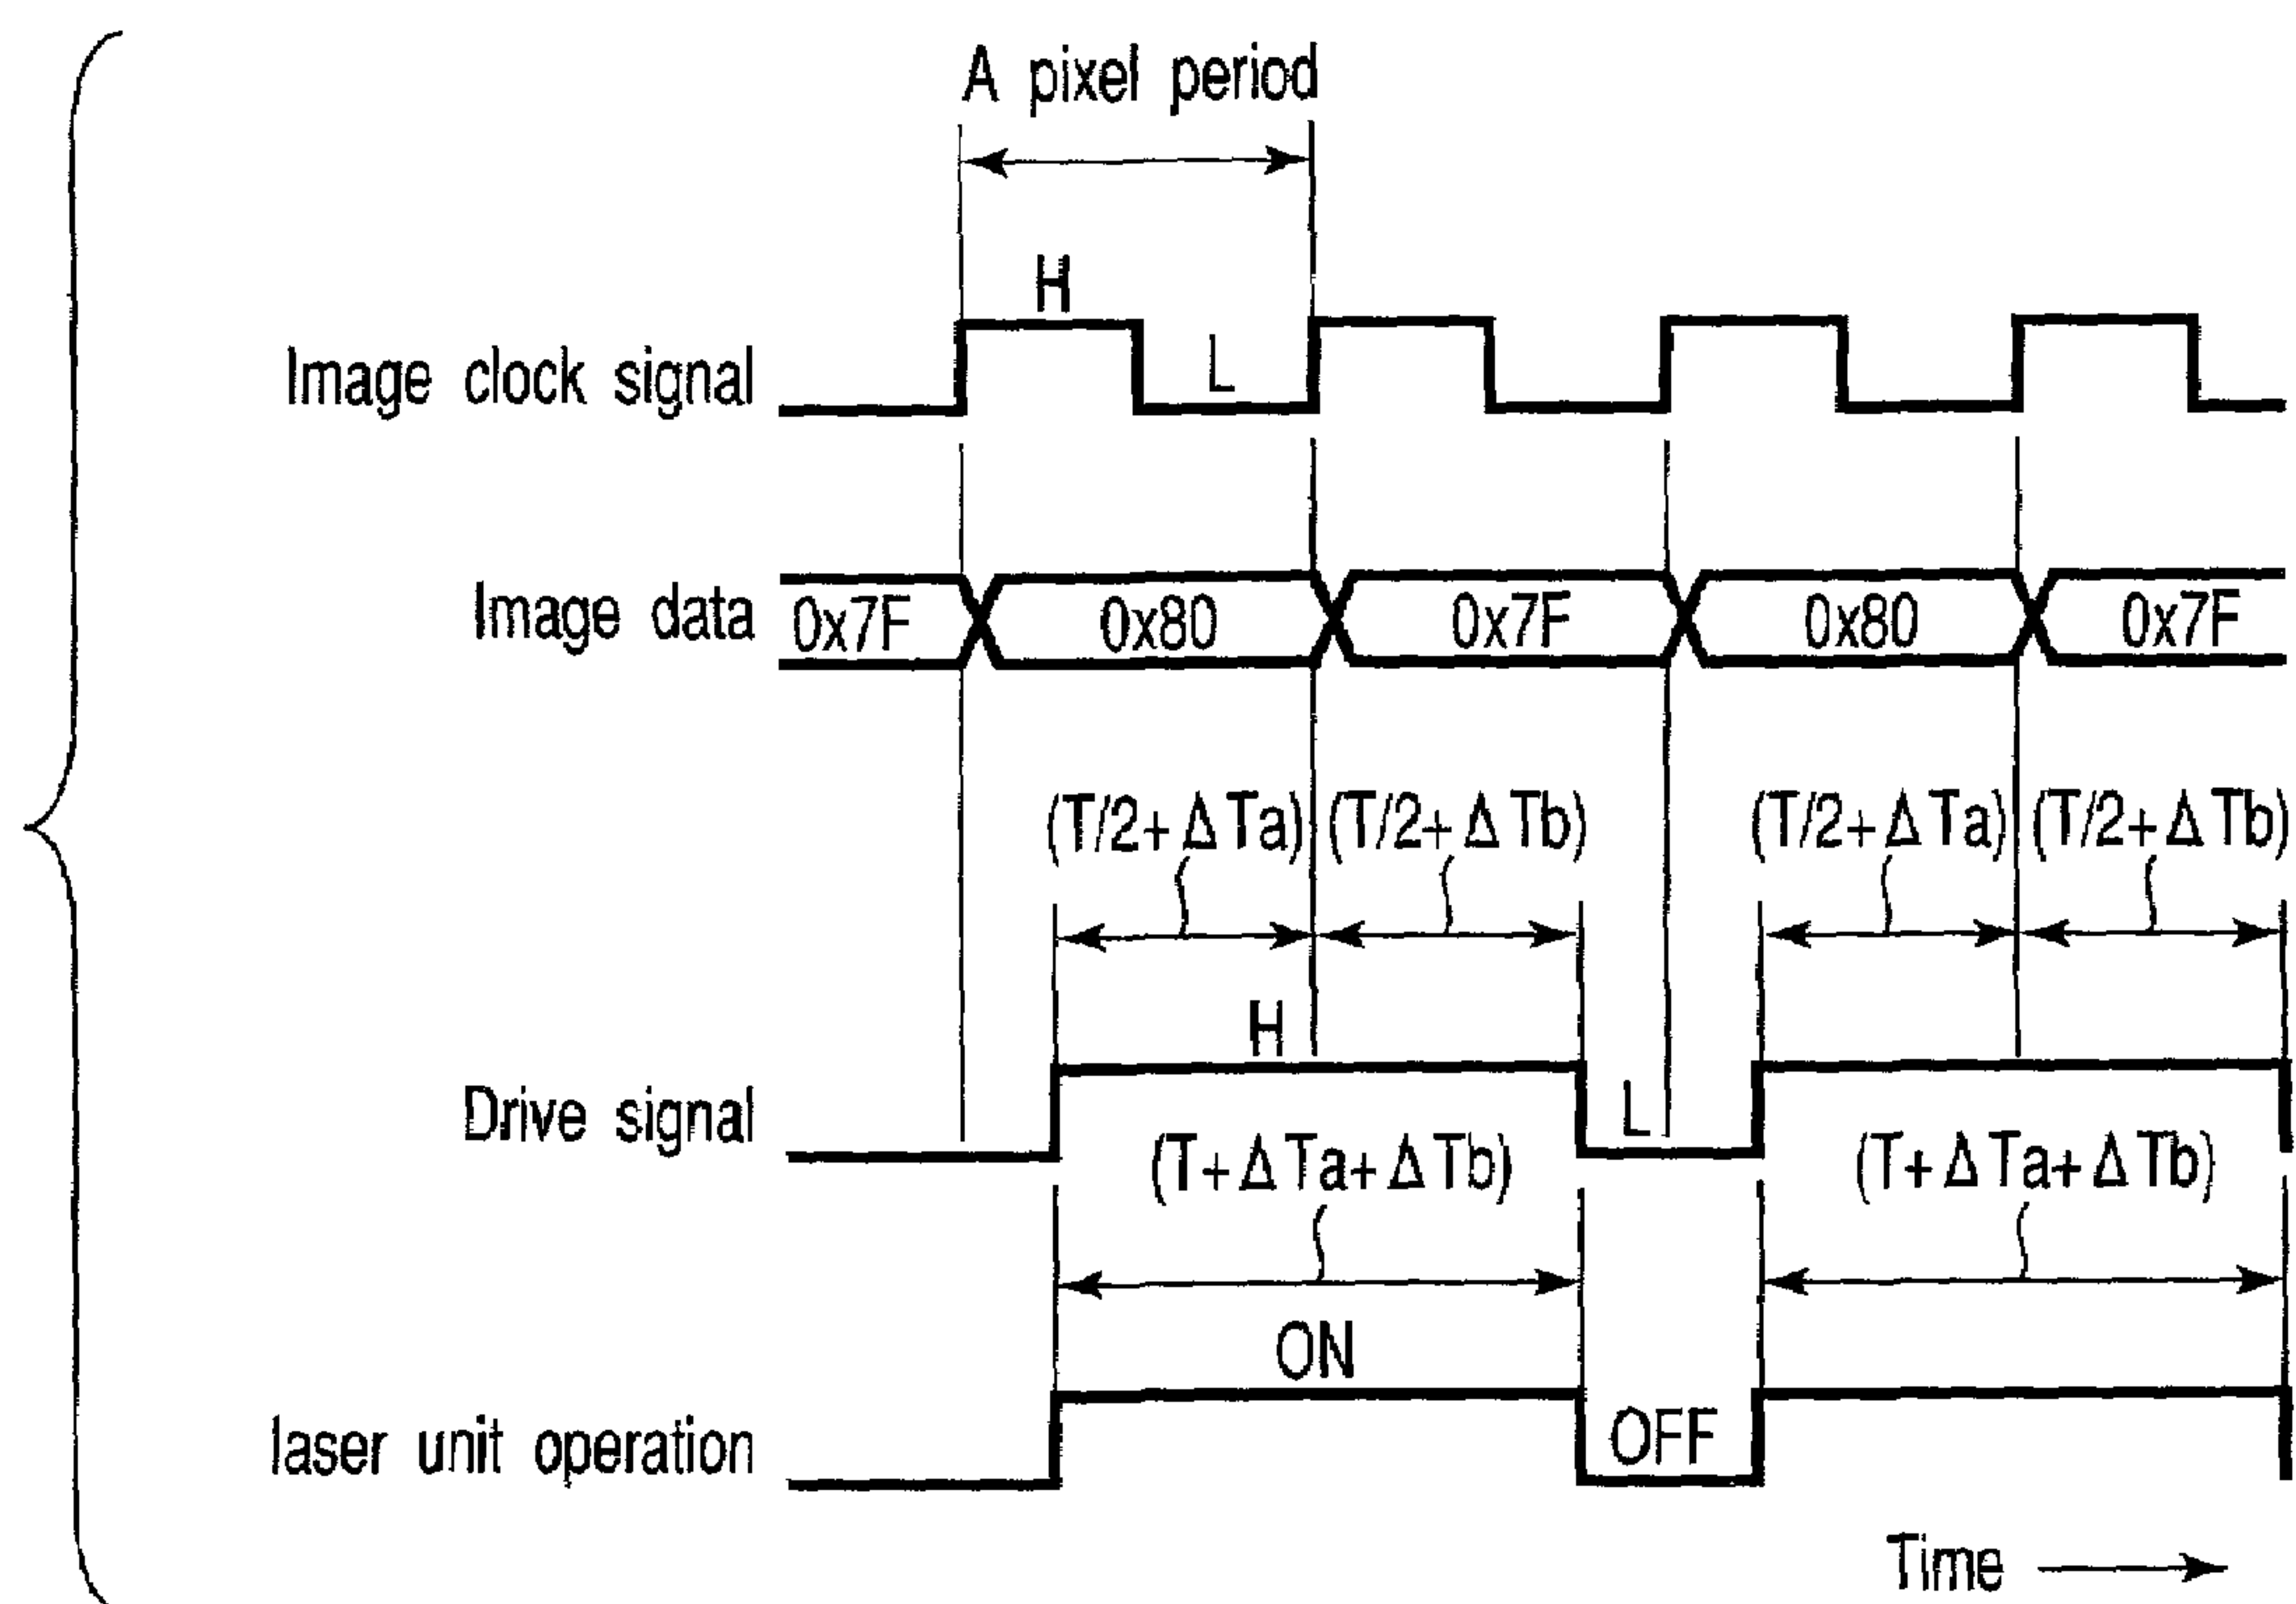 A pixel period
H
Image clock signal
L
Image data
0x7F
0x80
0x7F
0x80
0x7F
(T/2+ΔTa)
(T/2+ΔTb)
(T/2+ΔTa)
(T/2+ΔTb)
H
Drive signal
L
(T+ΔTa+ΔTb)
(T+ΔTa+ΔTb)
ON
laser unit operation
OFF
Time